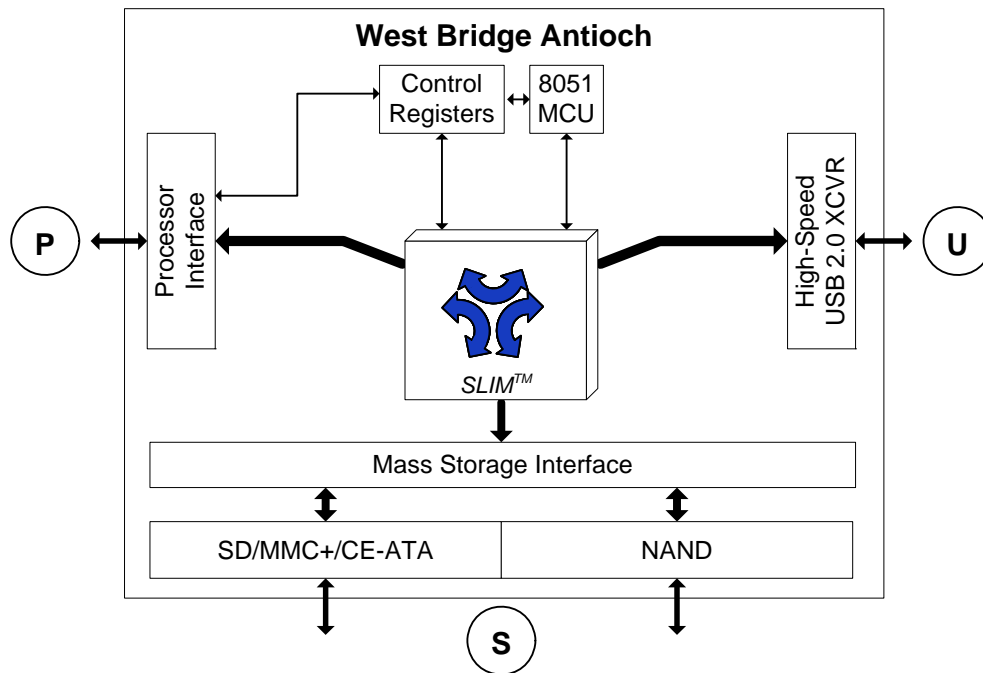 West Bridge Antioch
Control
Registers
8051
MCU
Processor
Interface
High-Speed
USB 2.0 XCVR
P
U
SLIM™
Mass Storage Interface
SD/MMC+/CE-ATA
NAND
S